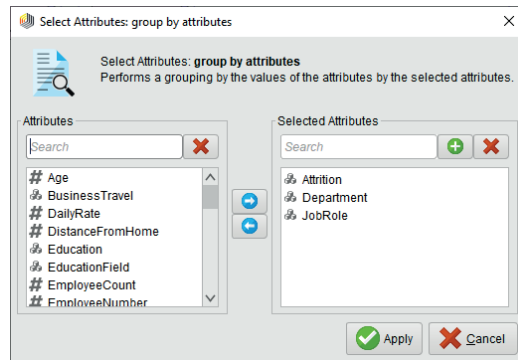 Select Attributes: group by attributes
Select Attributes: group by attributes
Performs a grouping by the values of the attributes by the selected attributes.
Attributes
Search
Age
BusinessTravel
DailyRate
DistanceFromHome
Education
EducationField
EmployeeCount
EmployeeNumber
Selected Attributes
Search
Attrition
Department
JobRole
Apply
Cancel